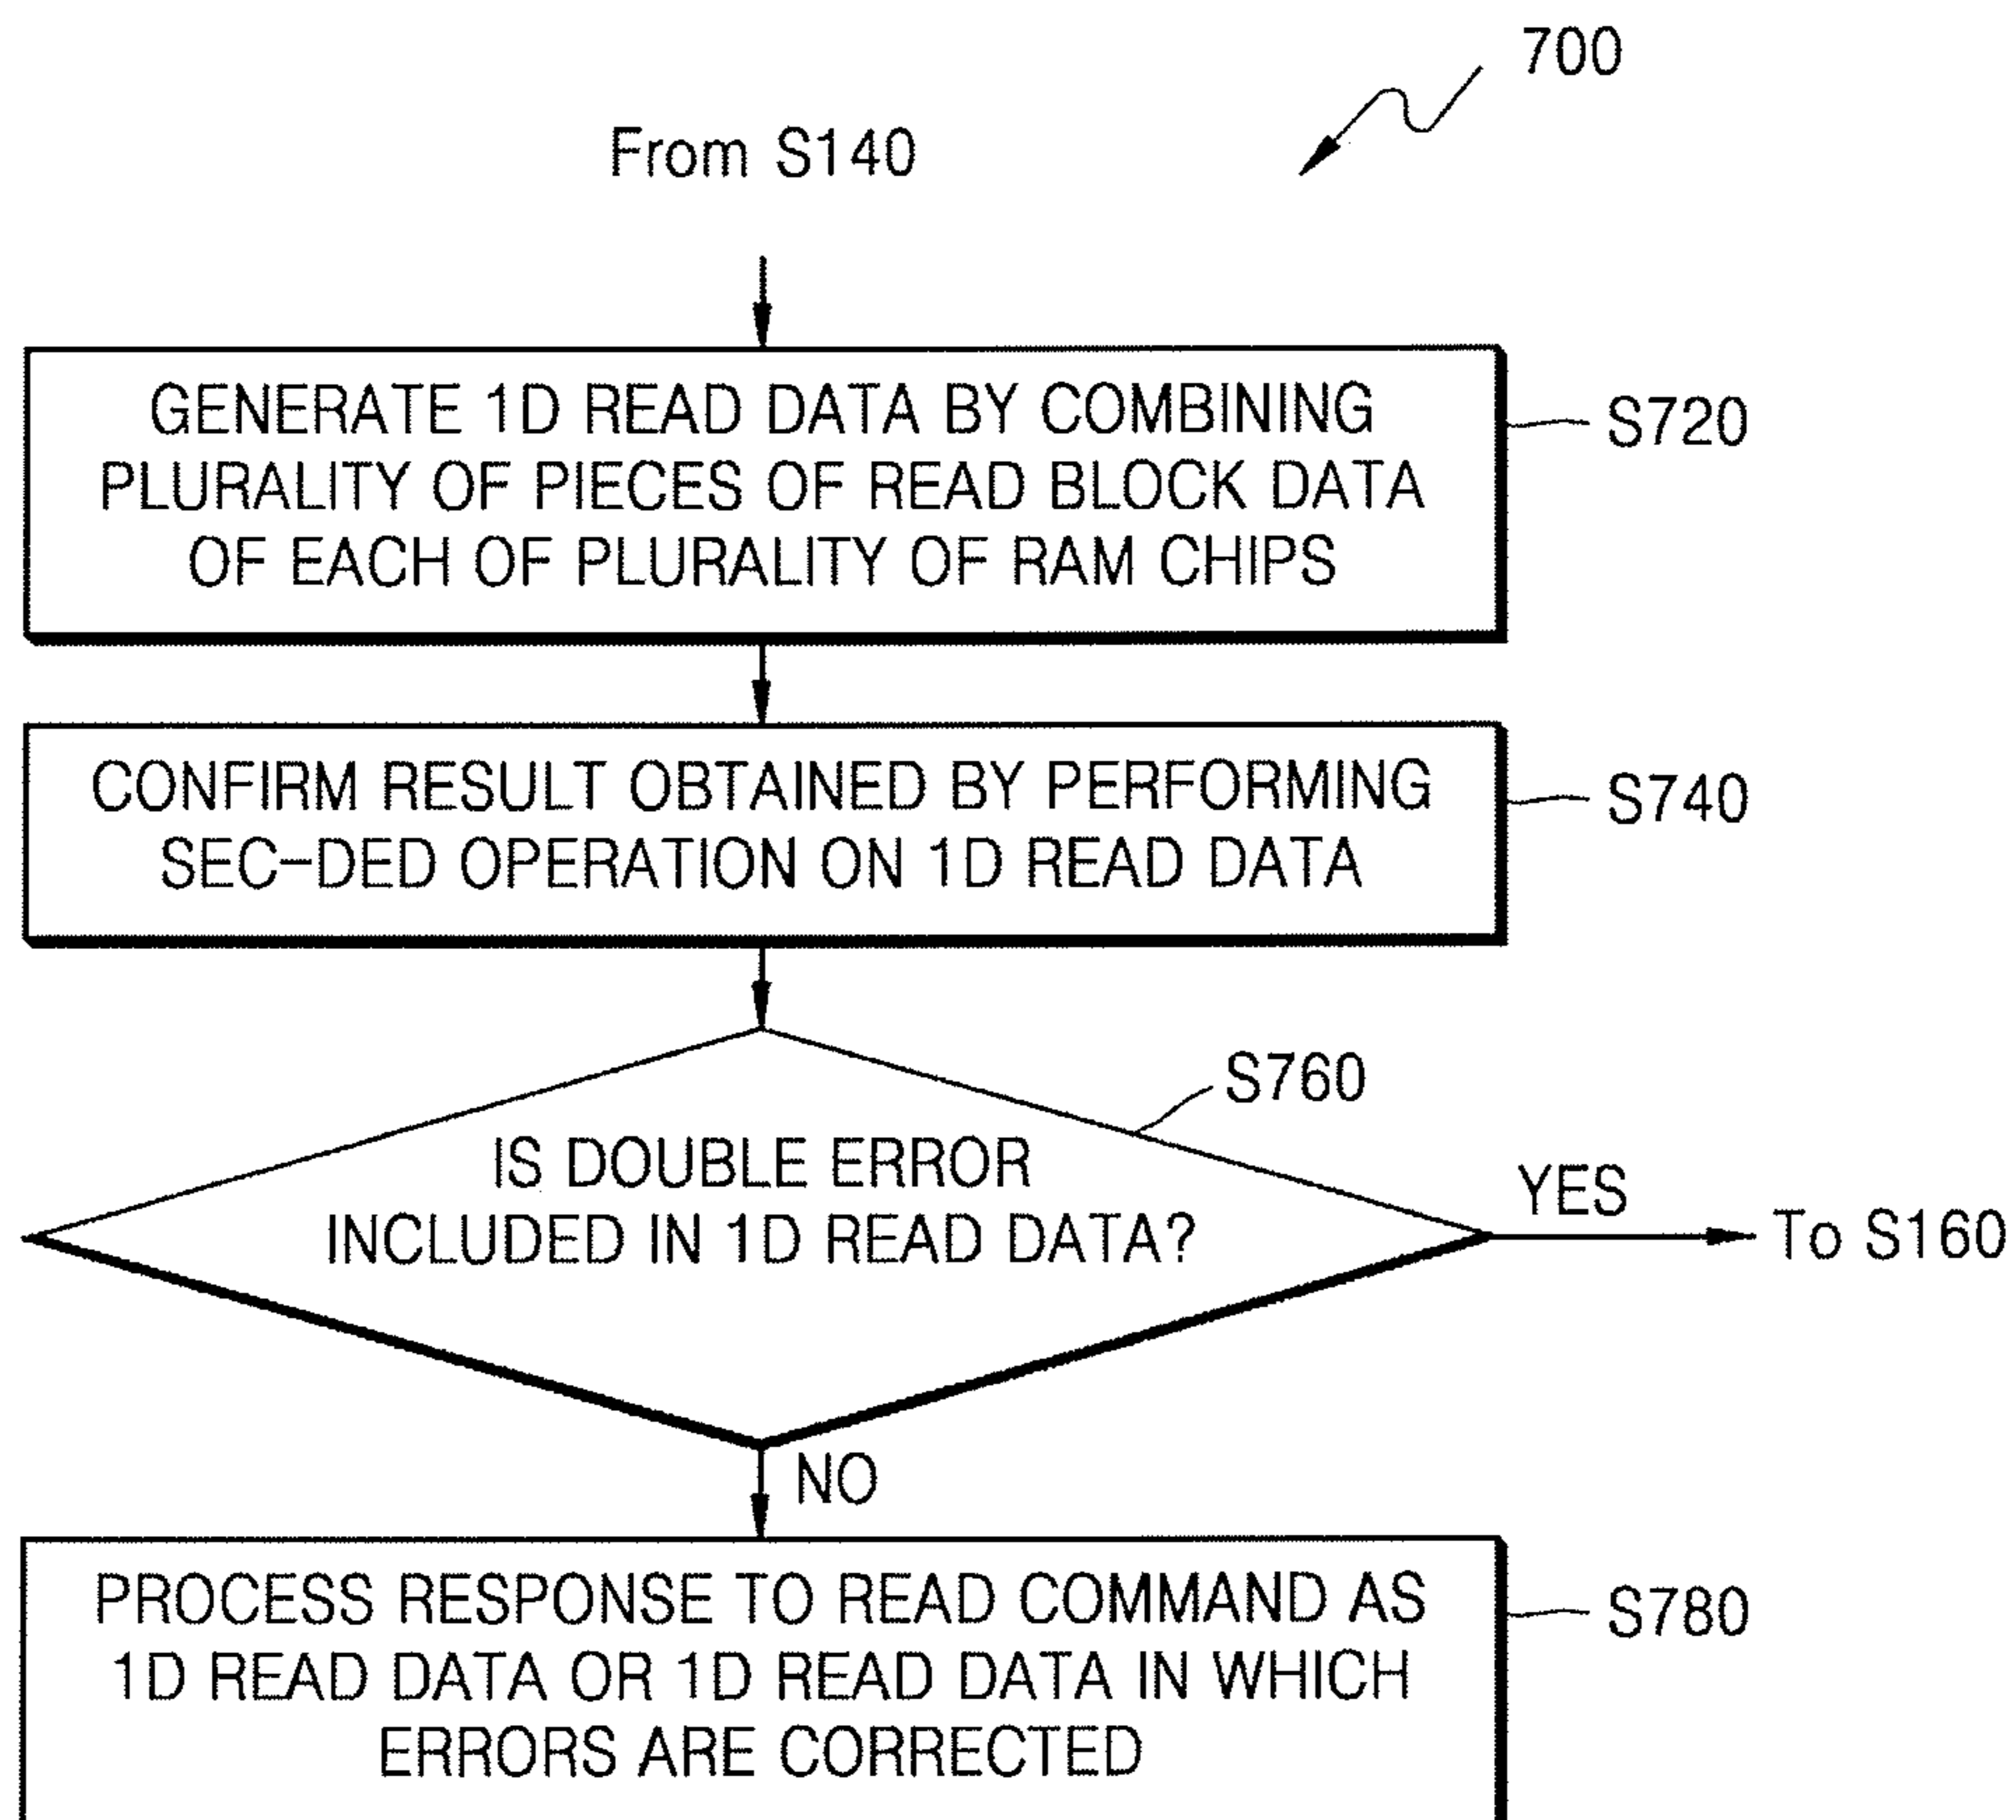 700
From S140
GENERATE 1D READ DATA BY COMBINING
PLURALITY OF PIECES OF READ BLOCK DATA
OF EACH OF PLURALITY OF RAM CHIPS
S720
CONFIRM RESULT OBTAINED BY PERFORMING
SEC-DED OPERATION ON 1D READ DATA
S740
S760
IS DOUBLE ERROR
INCLUDED IN 1D READ DATA?
YES
To S160
NO
PROCESS RESPONSE TO READ COMMAND AS
1D READ DATA OR 1D READ DATA IN WHICH
ERRORS ARE CORRECTED
S780